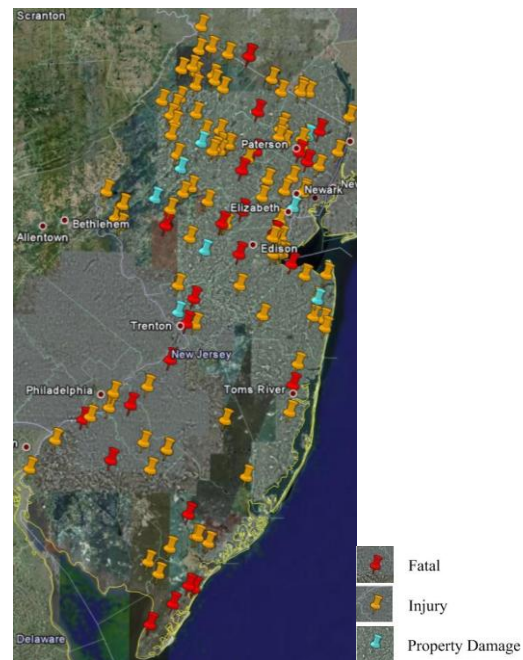 Scranton
Paterson
Newark
Elizabeth
Bethlehem
Allentown
Edison
Trenton
New Jersey
Philadelphia
Toms River
Delaware
Fatal
Injury
Property Damage